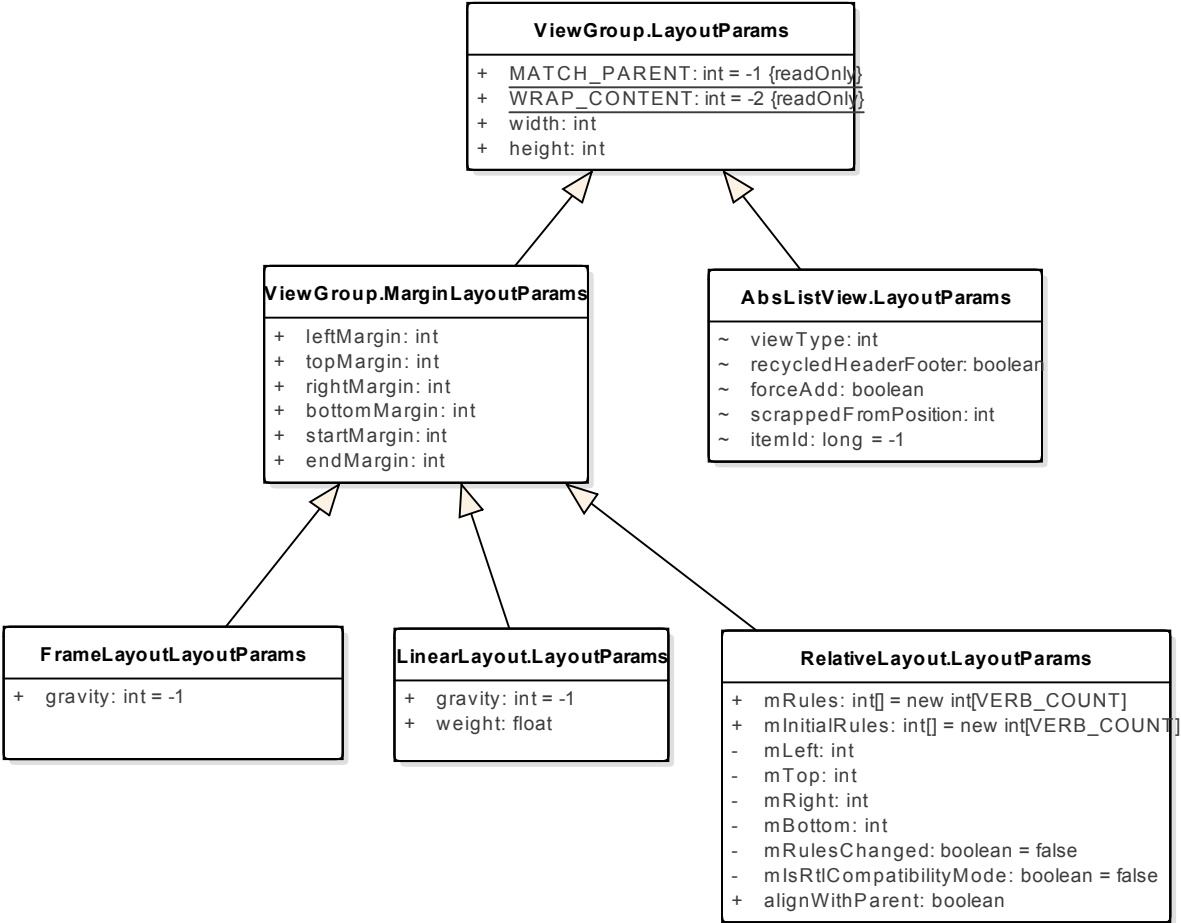 ViewGroup.LayoutParams
+ MATCH_PARENT: int = -1 {readOnly}
+ WRAP_CONTENT: int = -2 {readOnly}
+ width: int
+ height: int
ViewGroup.MarginLayoutParams
+ leftMargin: int
+ topMargin: int
+ rightMargin: int
+ bottomMargin: int
+ startMargin: int
+ endMargin: int
AbsListView.LayoutParams
~ viewType: int
~ recycledHeaderFooter: boolean
~ forceAdd: boolean
~ scrappedFromPosition: int
~ itemId: long = -1
FrameLayoutLayoutParams
+ gravity: int = -1
LinearLayout.LayoutParams
+ gravity: int = -1
+ weight: float
RelativeLayout.LayoutParams
+ mRules: int[] = new int[VERB_COUNT]
+ mInitialRules: int[] = new int[VERB_COUNT]
- mLeft: int
- mTop: int
- mRight: int
- mBottom: int
- mRulesChanged: boolean = false
- mIsRtlCompatibilityMode: boolean = false
+ alignWithParent: boolean